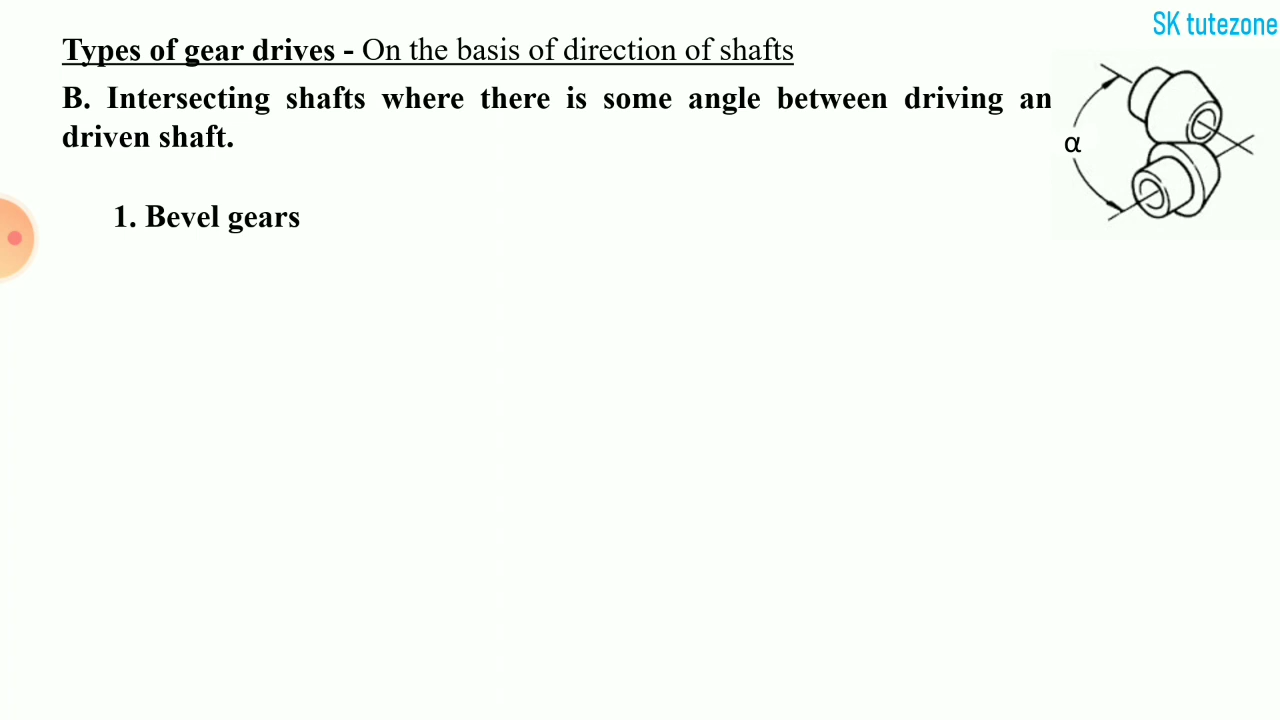 SK tutezone
Types of gear drives - On the basis of direction of shafts
B. Intersecting shafts where there is some angle between driving an
driven shaft.
α
1. Bevel gears